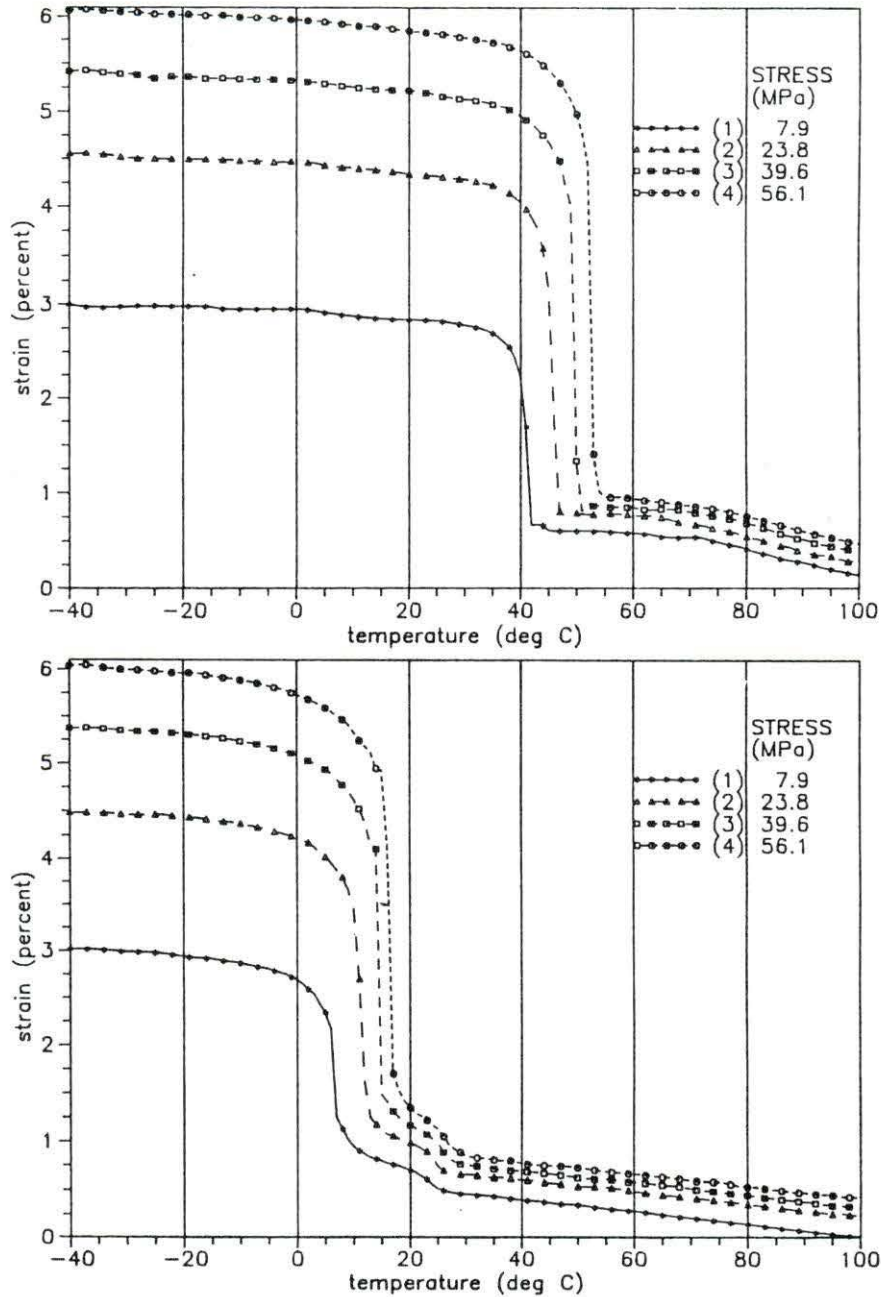 6
5
4
3
2
1
0
strain (percent)
STRESS
(MPa)
(1) 7.9
(2) 23.8
(3) 39.6
(4) 56.1
-40 -20 0 20 40 60 80 100
temperature (deg C)
6
5
4
3
2
1
0
strain (percent)
STRESS
(MPa)
(1) 7.9
(2) 23.8
(3) 39.6
(4) 56.1
-40 -20 0 20 40 60 80 100
temperature (deg C)